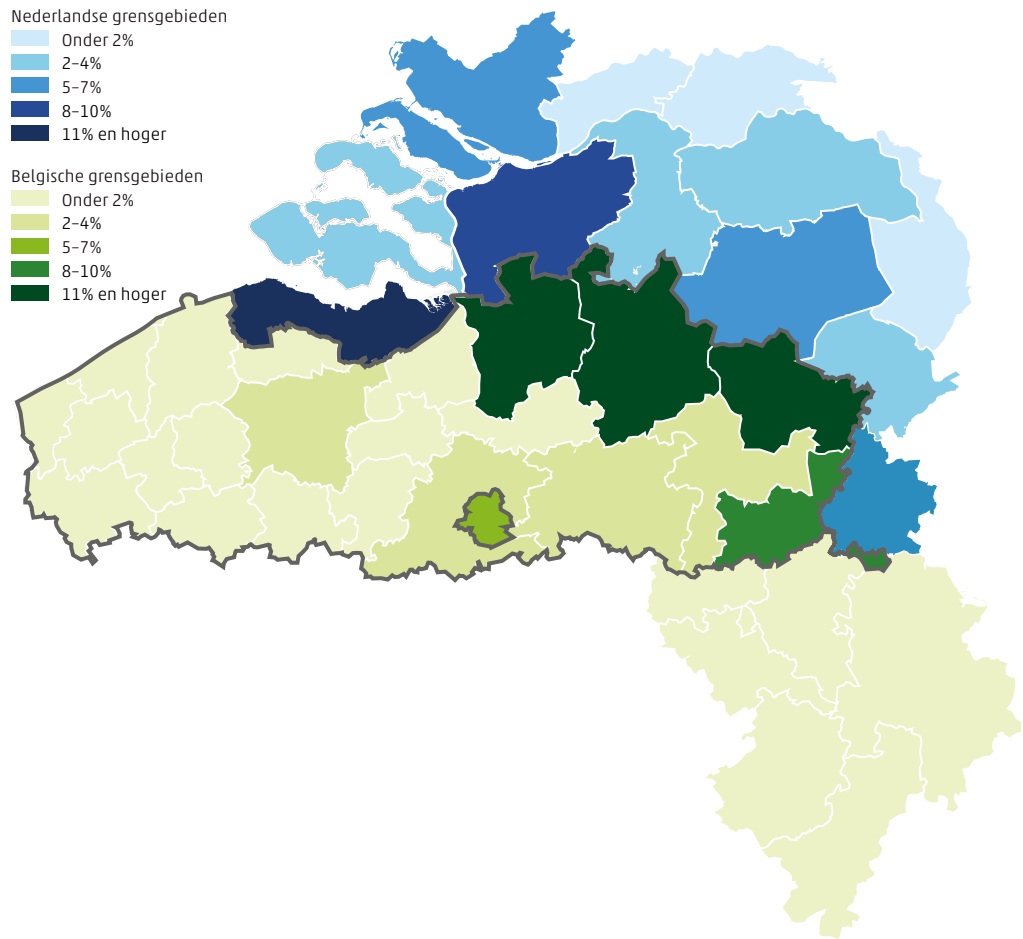 Nederlandse grensgebieden
Onder 2%
2–4%
5–7%
8–10%
11% en hoger
Belgische grensgebieden
Onder 2%
2–4%
5–7%
8–10%
11% en hoger